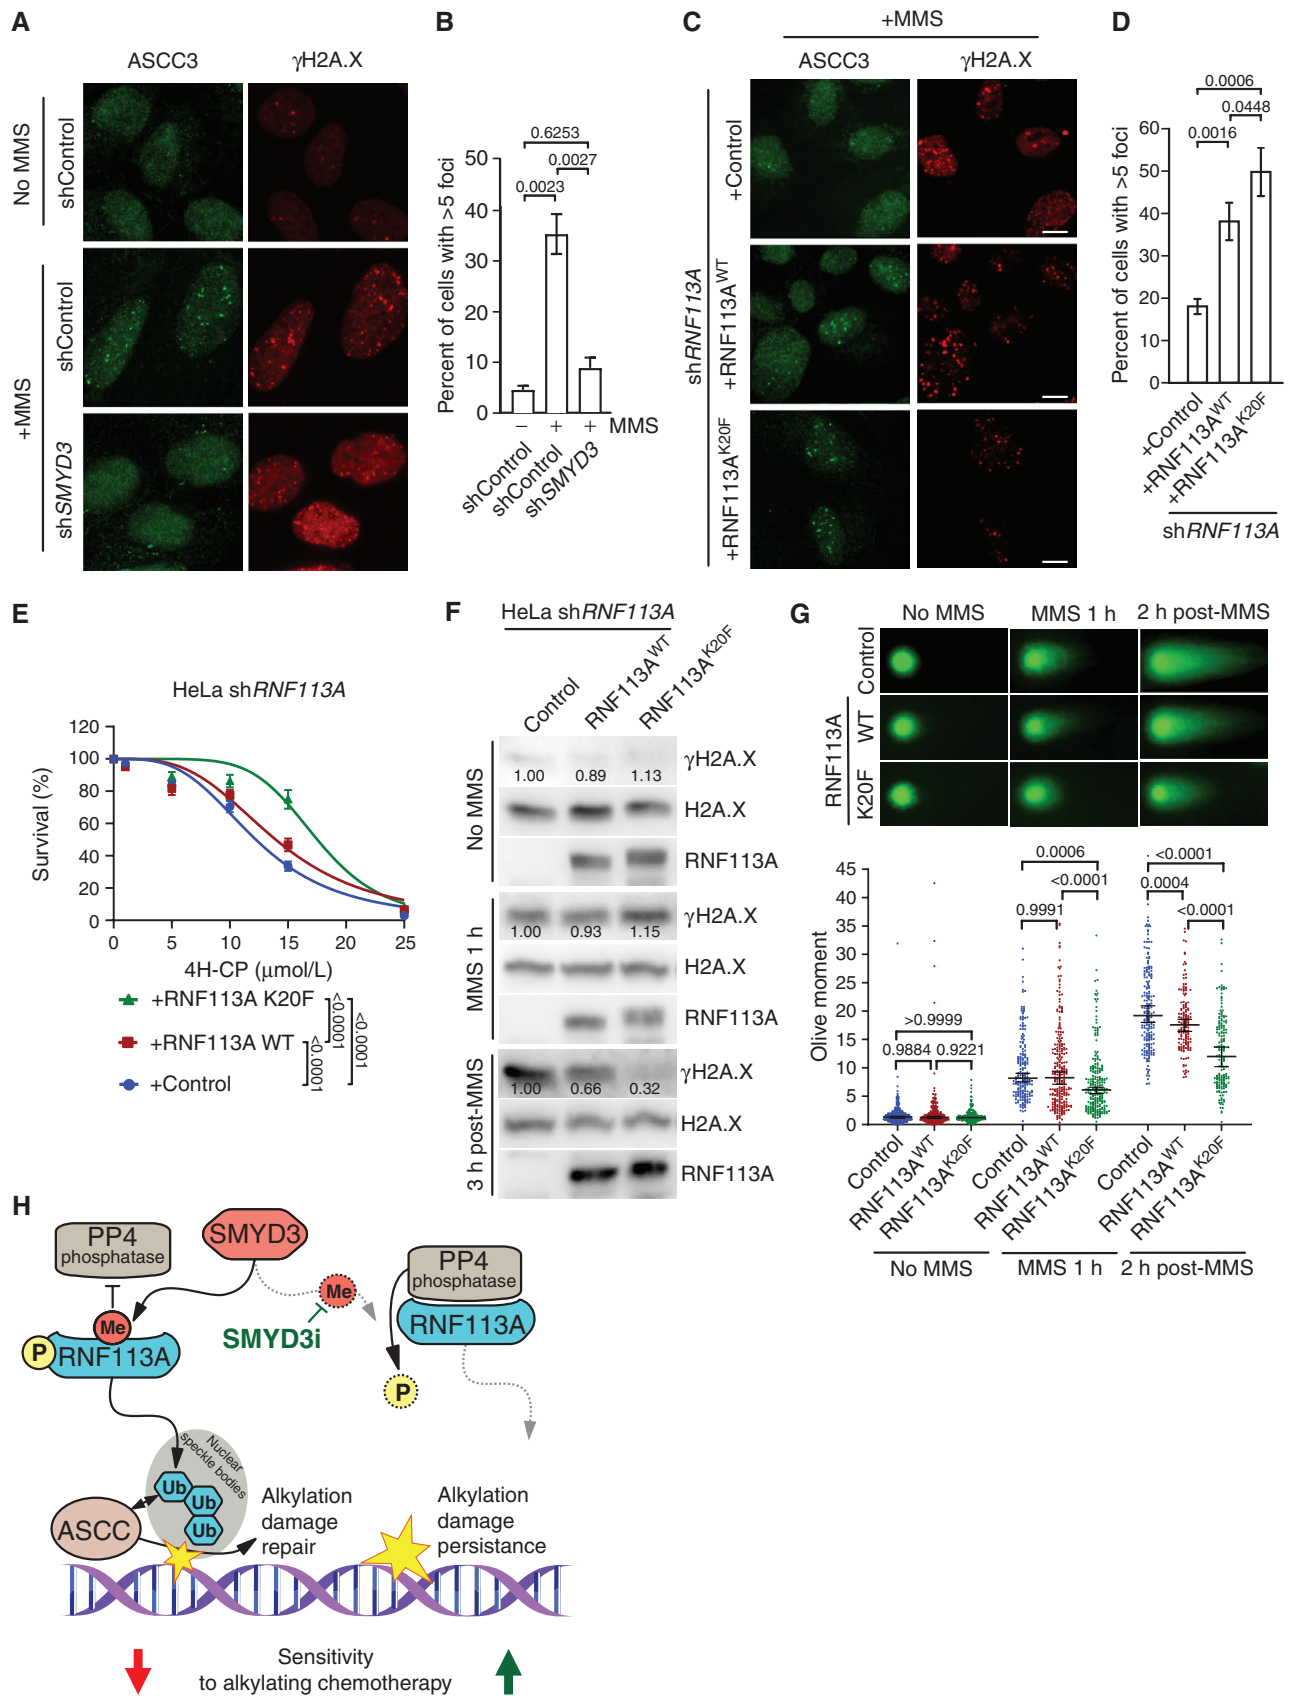 A
ASCC3
γH2A.X
No MMS
shControl
+MMS
shControl
shSMYD3
B
Percent of cells with >5 foci
50
40
30
20
10
0
0.6253
0.0027
0.0023
− + + MMS
shControl
shControl
shSMYD3
C
+MMS
ASCC3
γH2A.X
shRNF113A
+Control
+RNF113AWT
+RNF113AK20F
D
Percent of cells with >5 foci
60
50
40
30
20
10
0
0.0006
0.0448
0.0016
+Control
+RNF113AWT
+RNF113AK20F
shRNF113A
E
HeLa shRNF113A
Survival (%)
120
100
80
60
40
20
0
0 5 10 15 20 25
4H-CP (μmol/L)
+RNF113A K20F
+RNF113A WT
+Control
<0.0001
<0.0001
<0.0001
F
HeLa shRNF113A
Control
RNF113AWT
RNF113AK20F
No MMS
γH2A.X
1.00 0.89 1.13
H2A.X
RNF113A
MMS 1 h
γH2A.X
1.00 0.93 1.15
H2A.X
RNF113A
3 h post-MMS
γH2A.X
1.00 0.66 0.32
H2A.X
RNF113A
G
No MMS MMS 1 h 2 h post-MMS
Control
RNF113A
WT
K20F
Olive moment
45
40
35
30
25
20
15
10
5
0
>0.9999
0.9884 0.9221
0.0006
<0.0001
0.9991
<0.0001
0.0004
<0.0001
Control
RNF113AWT
RNF113AK20F
Control
RNF113AWT
RNF113AK20F
Control
RNF113AWT
RNF113AK20F
No MMS
MMS 1 h
2 h post-MMS
H
PP4
phosphatase
SMYD3
Me
P
RNF113A
Me
SMYD3i
PP4
phosphatase
RNF113A
P
Nuclear
speckle bodies
Ub
Ub
Ub
ASCC
Alkylation
damage
repair
Alkylation
damage
persistance
Sensitivity
to alkylating chemotherapy